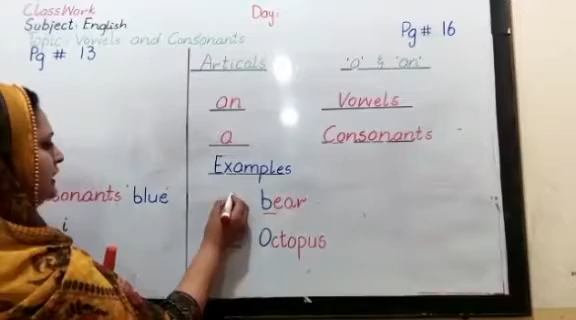 ClassWork
Day:
Subject: English
Topic: Vowels and Consonants
Pg # 13
Pg # 16
Articals
'a' & 'an'
an
Vowels
a
Consonants
Examples
sonants 'blue'
bear
i
Octopus